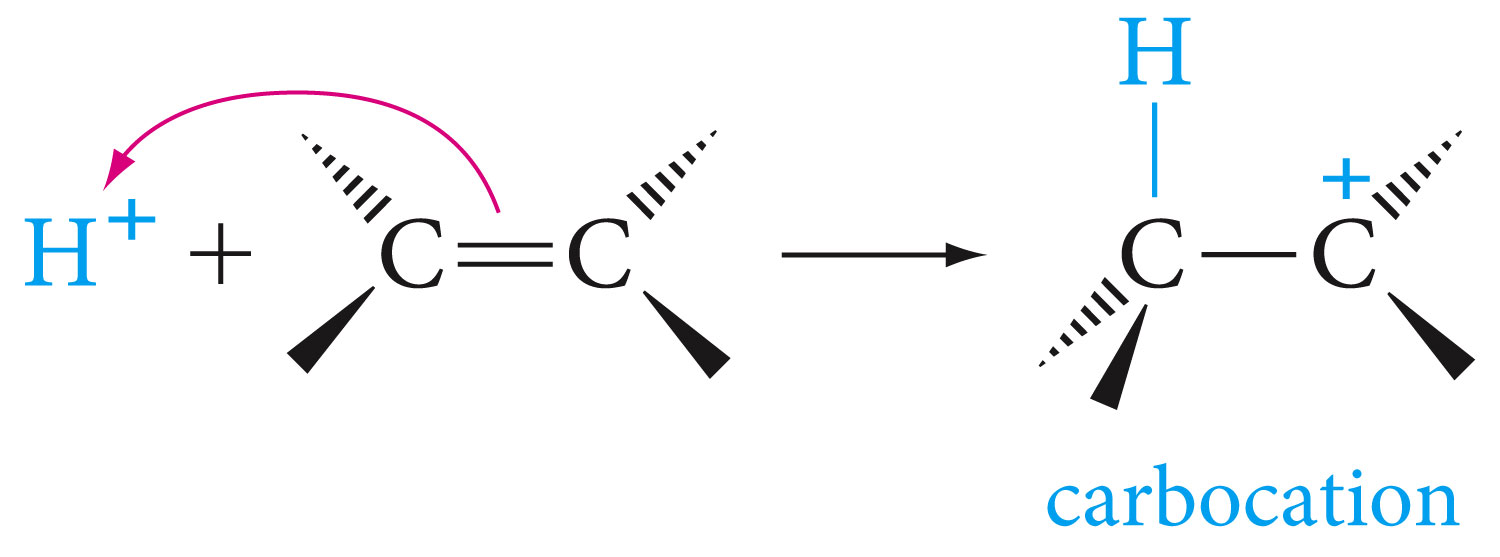 H
H⁺ + C=C → C—C⁺
carbocation